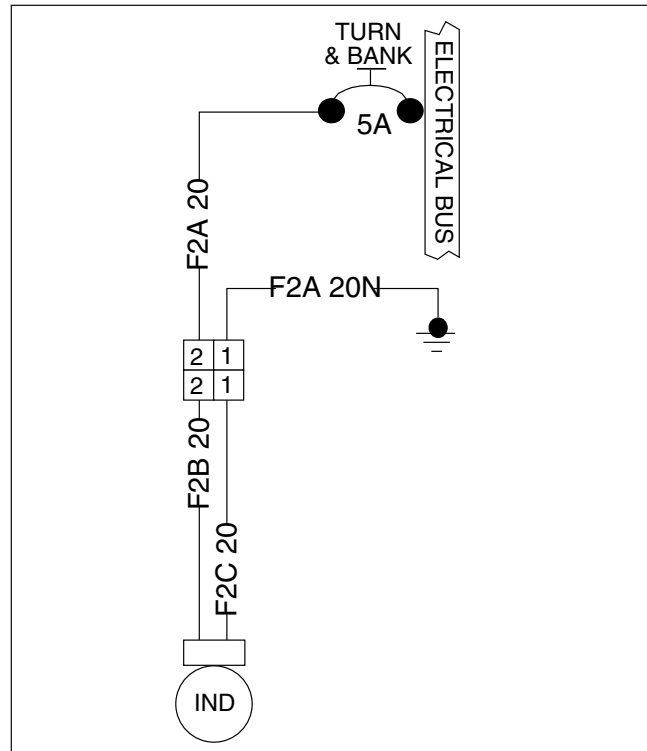 TURN
& BANK
5A
ELECTRICAL BUS
F2A 20
F2A 20N
2 1
2 1
F2B 20
F2C 20
IND